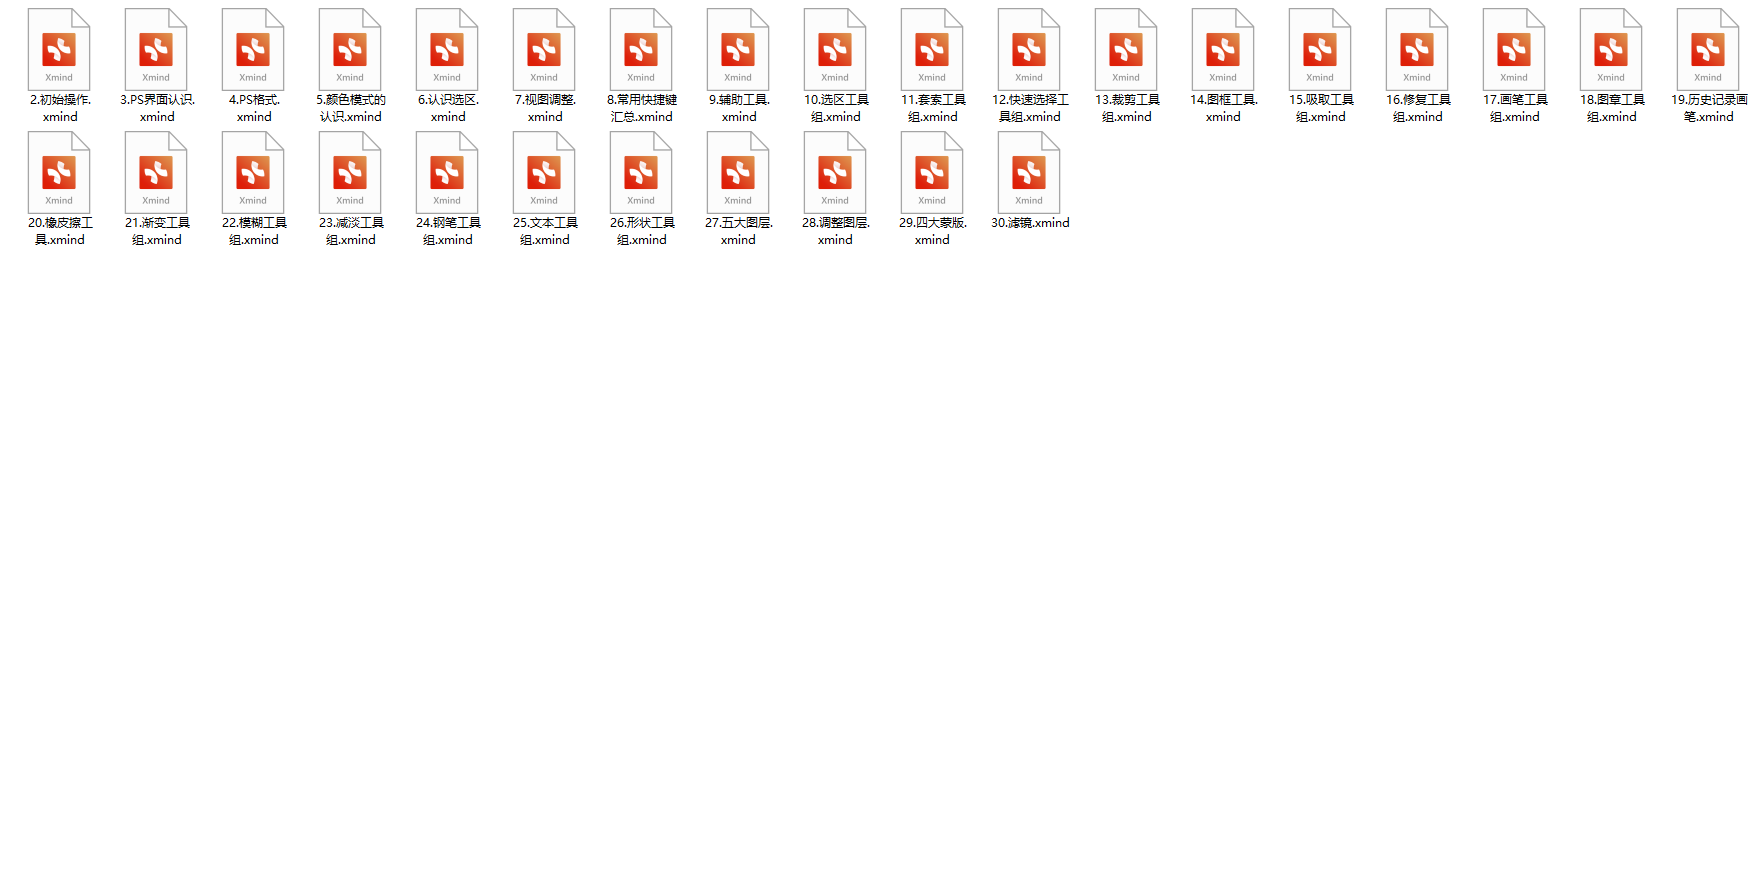 Xmind Xmind Xmind Xmind Xmind Xmind Xmind Xmind Xmind Xmind Xmind Xmind Xmind Xmind Xmind Xmind Xmind Xmind
2.初始操作. 3.PS界面认识. 4.PS格式. 5.颜色模式的 6.认识选区. 7.视图调整. 8.常用快捷键 9.辅助工具. 10.选区工具 11.套索工具 12.快速选择工 13.裁剪工具 14.图框工具. 15.吸取工具 16.修复工具 17.画笔工具 18.图章工具 19.历史记录画
xmind xmind xmind 认识.xmind xmind xmind 汇总.xmind xmind 组.xmind 组.xmind 具组.xmind 组.xmind xmind 组.xmind 组.xmind 组.xmind 组.xmind 笔.xmind
Xmind Xmind Xmind Xmind Xmind Xmind Xmind Xmind Xmind Xmind Xmind
20.橡皮擦工 21.渐变工具 22.模糊工具 23.减淡工具 24.钢笔工具 25.文本工具 26.形状工具 27.五大图层. 28.调整图层. 29.四大蒙版. 30.滤镜.xmind
具.xmind 组.xmind 组.xmind 组.xmind 组.xmind 组.xmind 组.xmind xmind xmind xmind